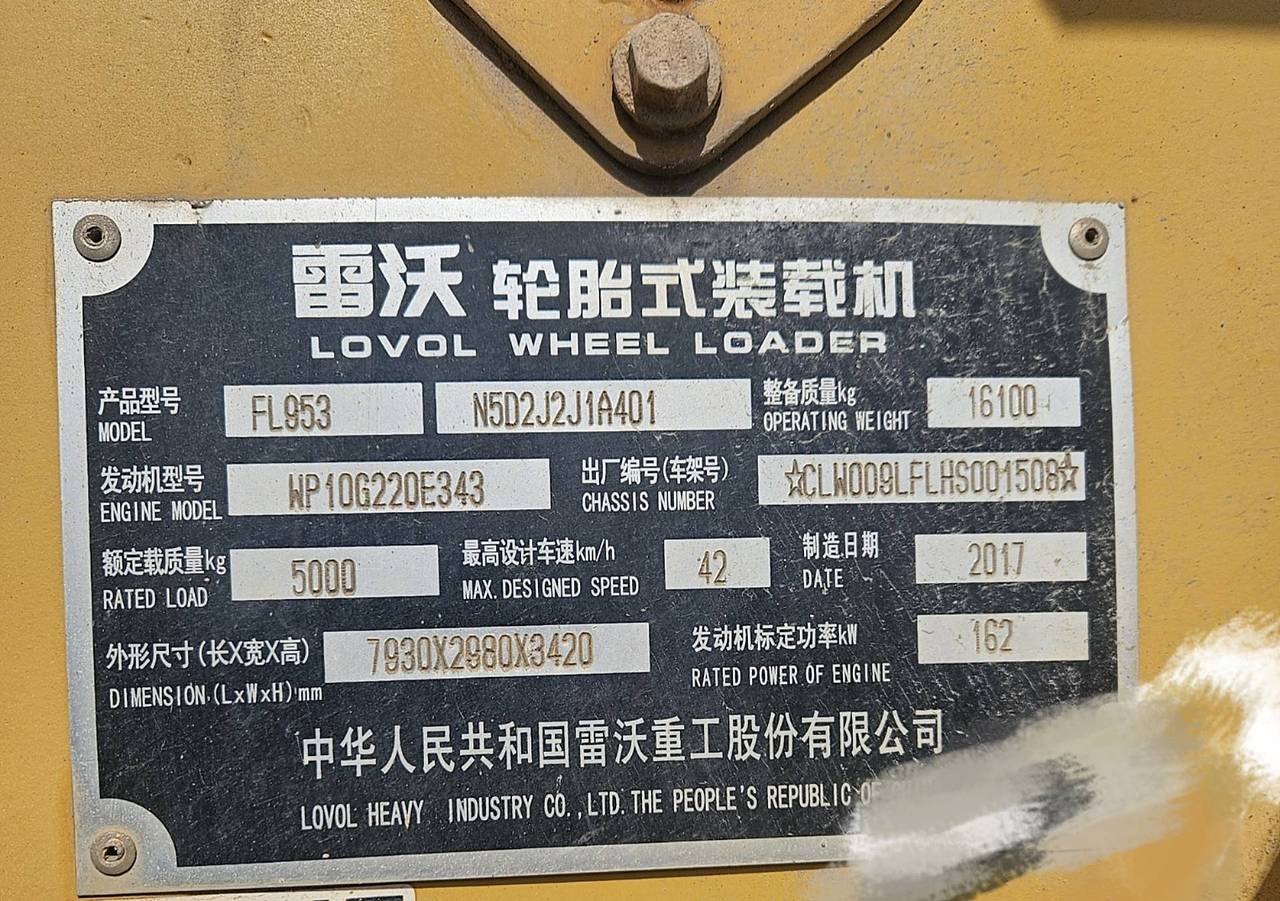 雷沃 轮胎式装载机
LOVOL WHEEL LOADER
产品型号 FL953 N5D2J2J1A401 整备质量kg 16100
MODEL OPERATING WEIGHT
发动机型号 WP10G220E343 出厂编号(车架号) ☆CLW009LFLHS001508☆
ENGINE MODEL CHASSIS NUMBER
额定载质量kg 5000 最高设计车速km/h 42 制造日期 2017
RATED LOAD MAX.DESIGNED SPEED DATE
外形尺寸(长X宽X高) 7930X2980X3420 发动机标定功率kW 162
DIMENSION.(LxWxH)mm RATED POWER OF ENGINE
中华人民共和国雷沃重工股份有限公司
LOVOL HEAVY INDUSTRY CO.,LTD.THE PEOPLE'S REPUBLIC